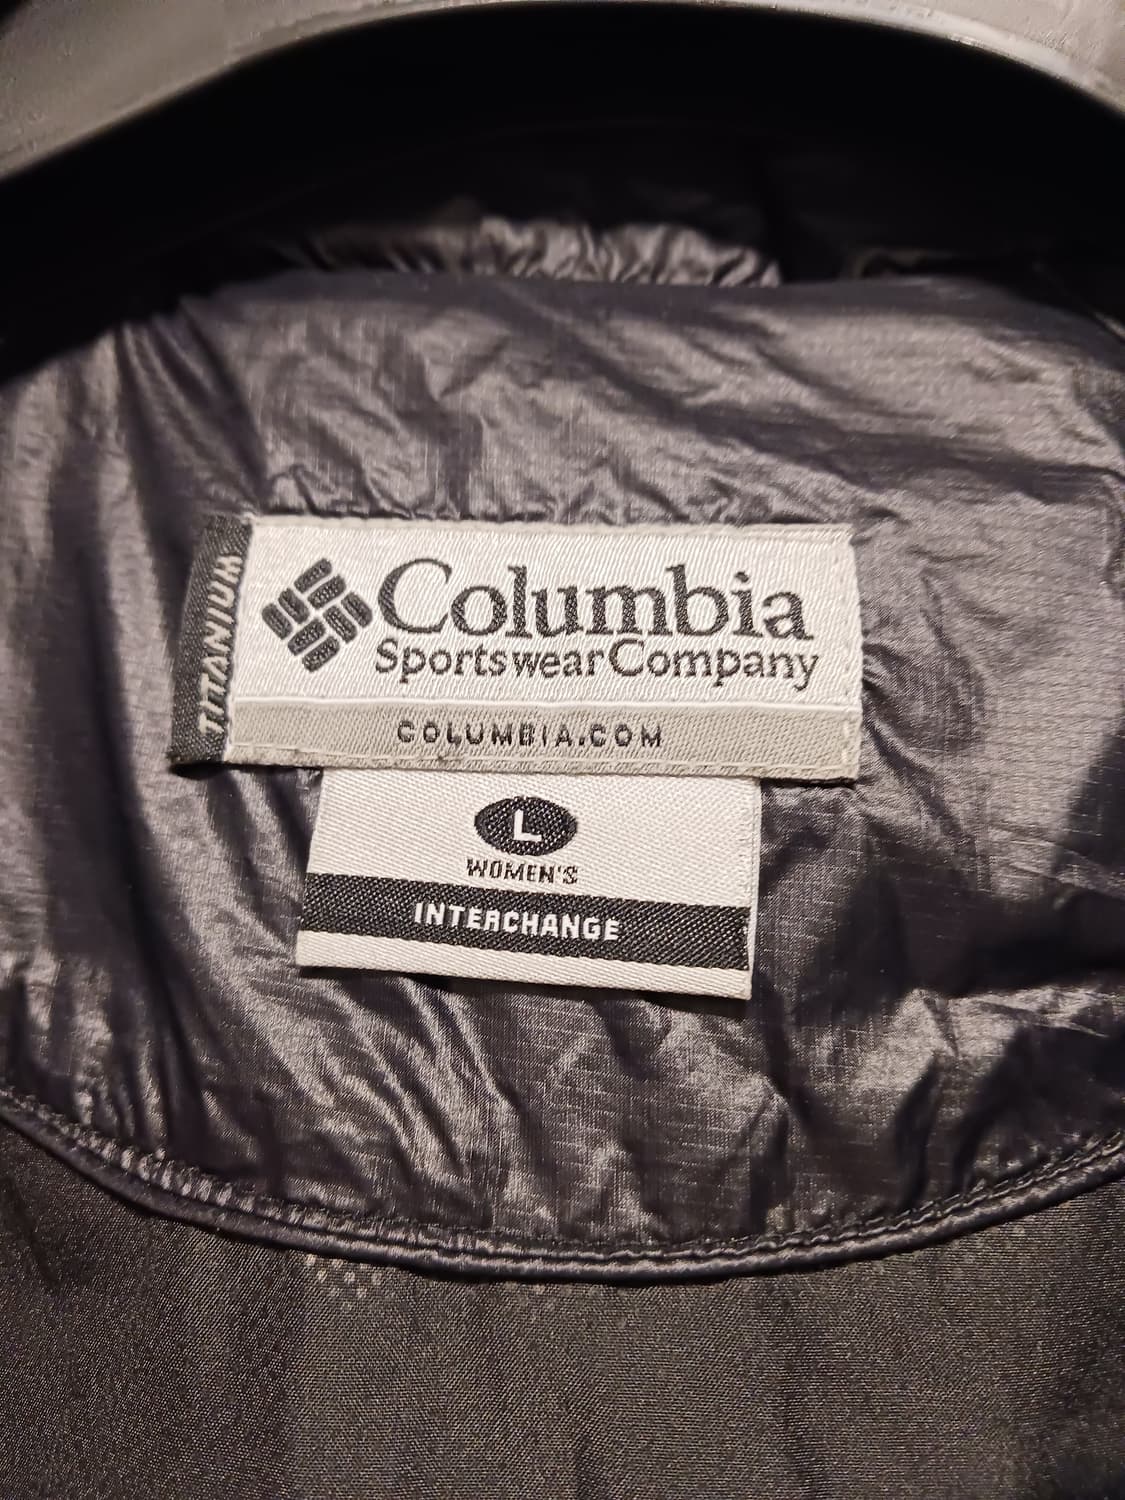 TITANIUM
Columbia
Sportswear Company
COLUMBIA.COM
L
WOMEN'S
INTERCHANGE